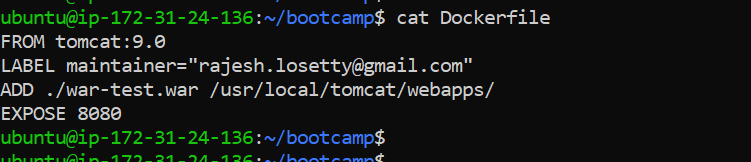 ubuntu@ip-172-31-24-136:~/bootcamp$ cat Dockerfile
FROM tomcat:9.0
LABEL maintainer="rajesh.losetty@gmail.com"
ADD ./war-test.war /usr/local/tomcat/webapps/
EXPOSE 8080
ubuntu@ip-172-31-24-136:~/bootcamp$
ubuntu@ip-172-31-24-136:~/bootcamp$